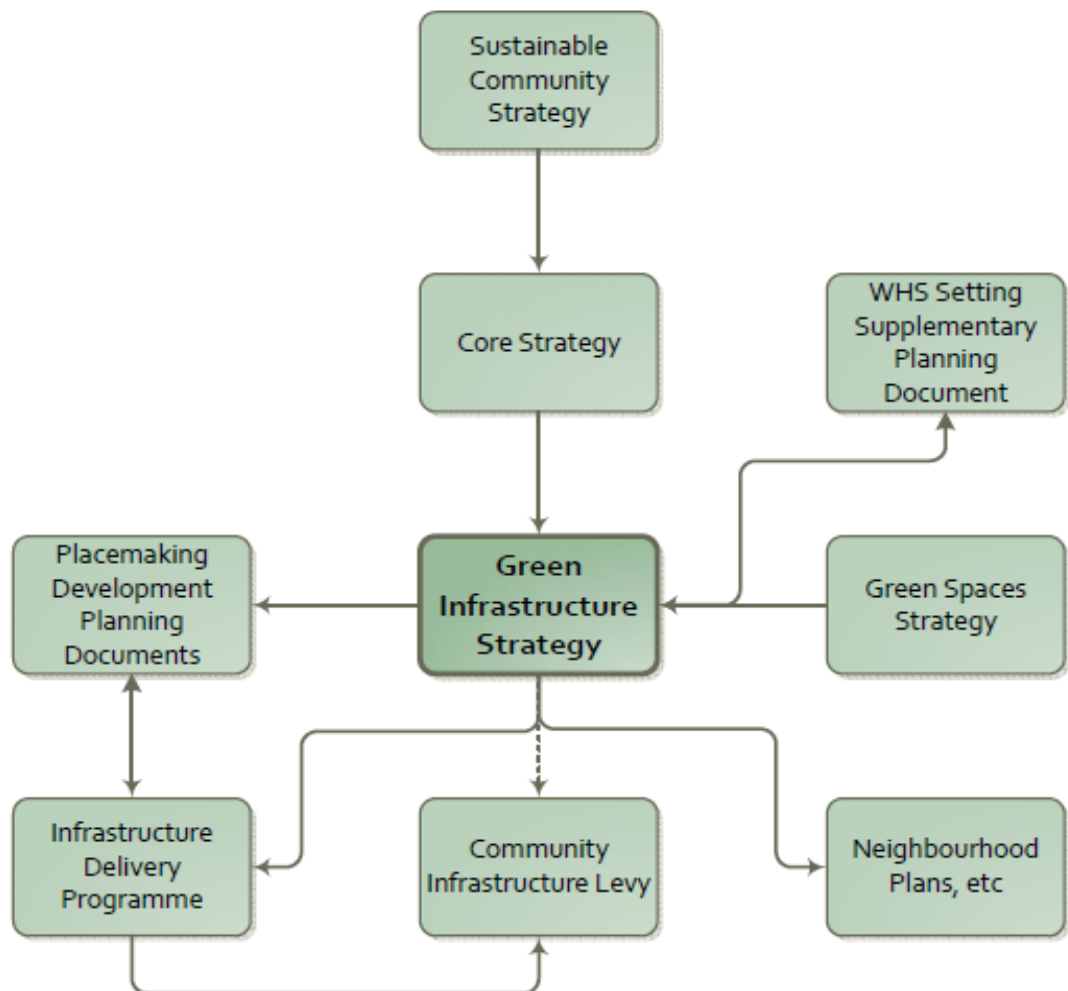 Sustainable
Community
Strategy
Core Strategy
WHS Setting
Supplementary
Planning
Document
Placemaking
Development
Planning
Documents
Green
Infrastructure
Strategy
Green Spaces
Strategy
Infrastructure
Delivery
Programme
Community
Infrastructure Levy
Neighbourhood
Plans, etc